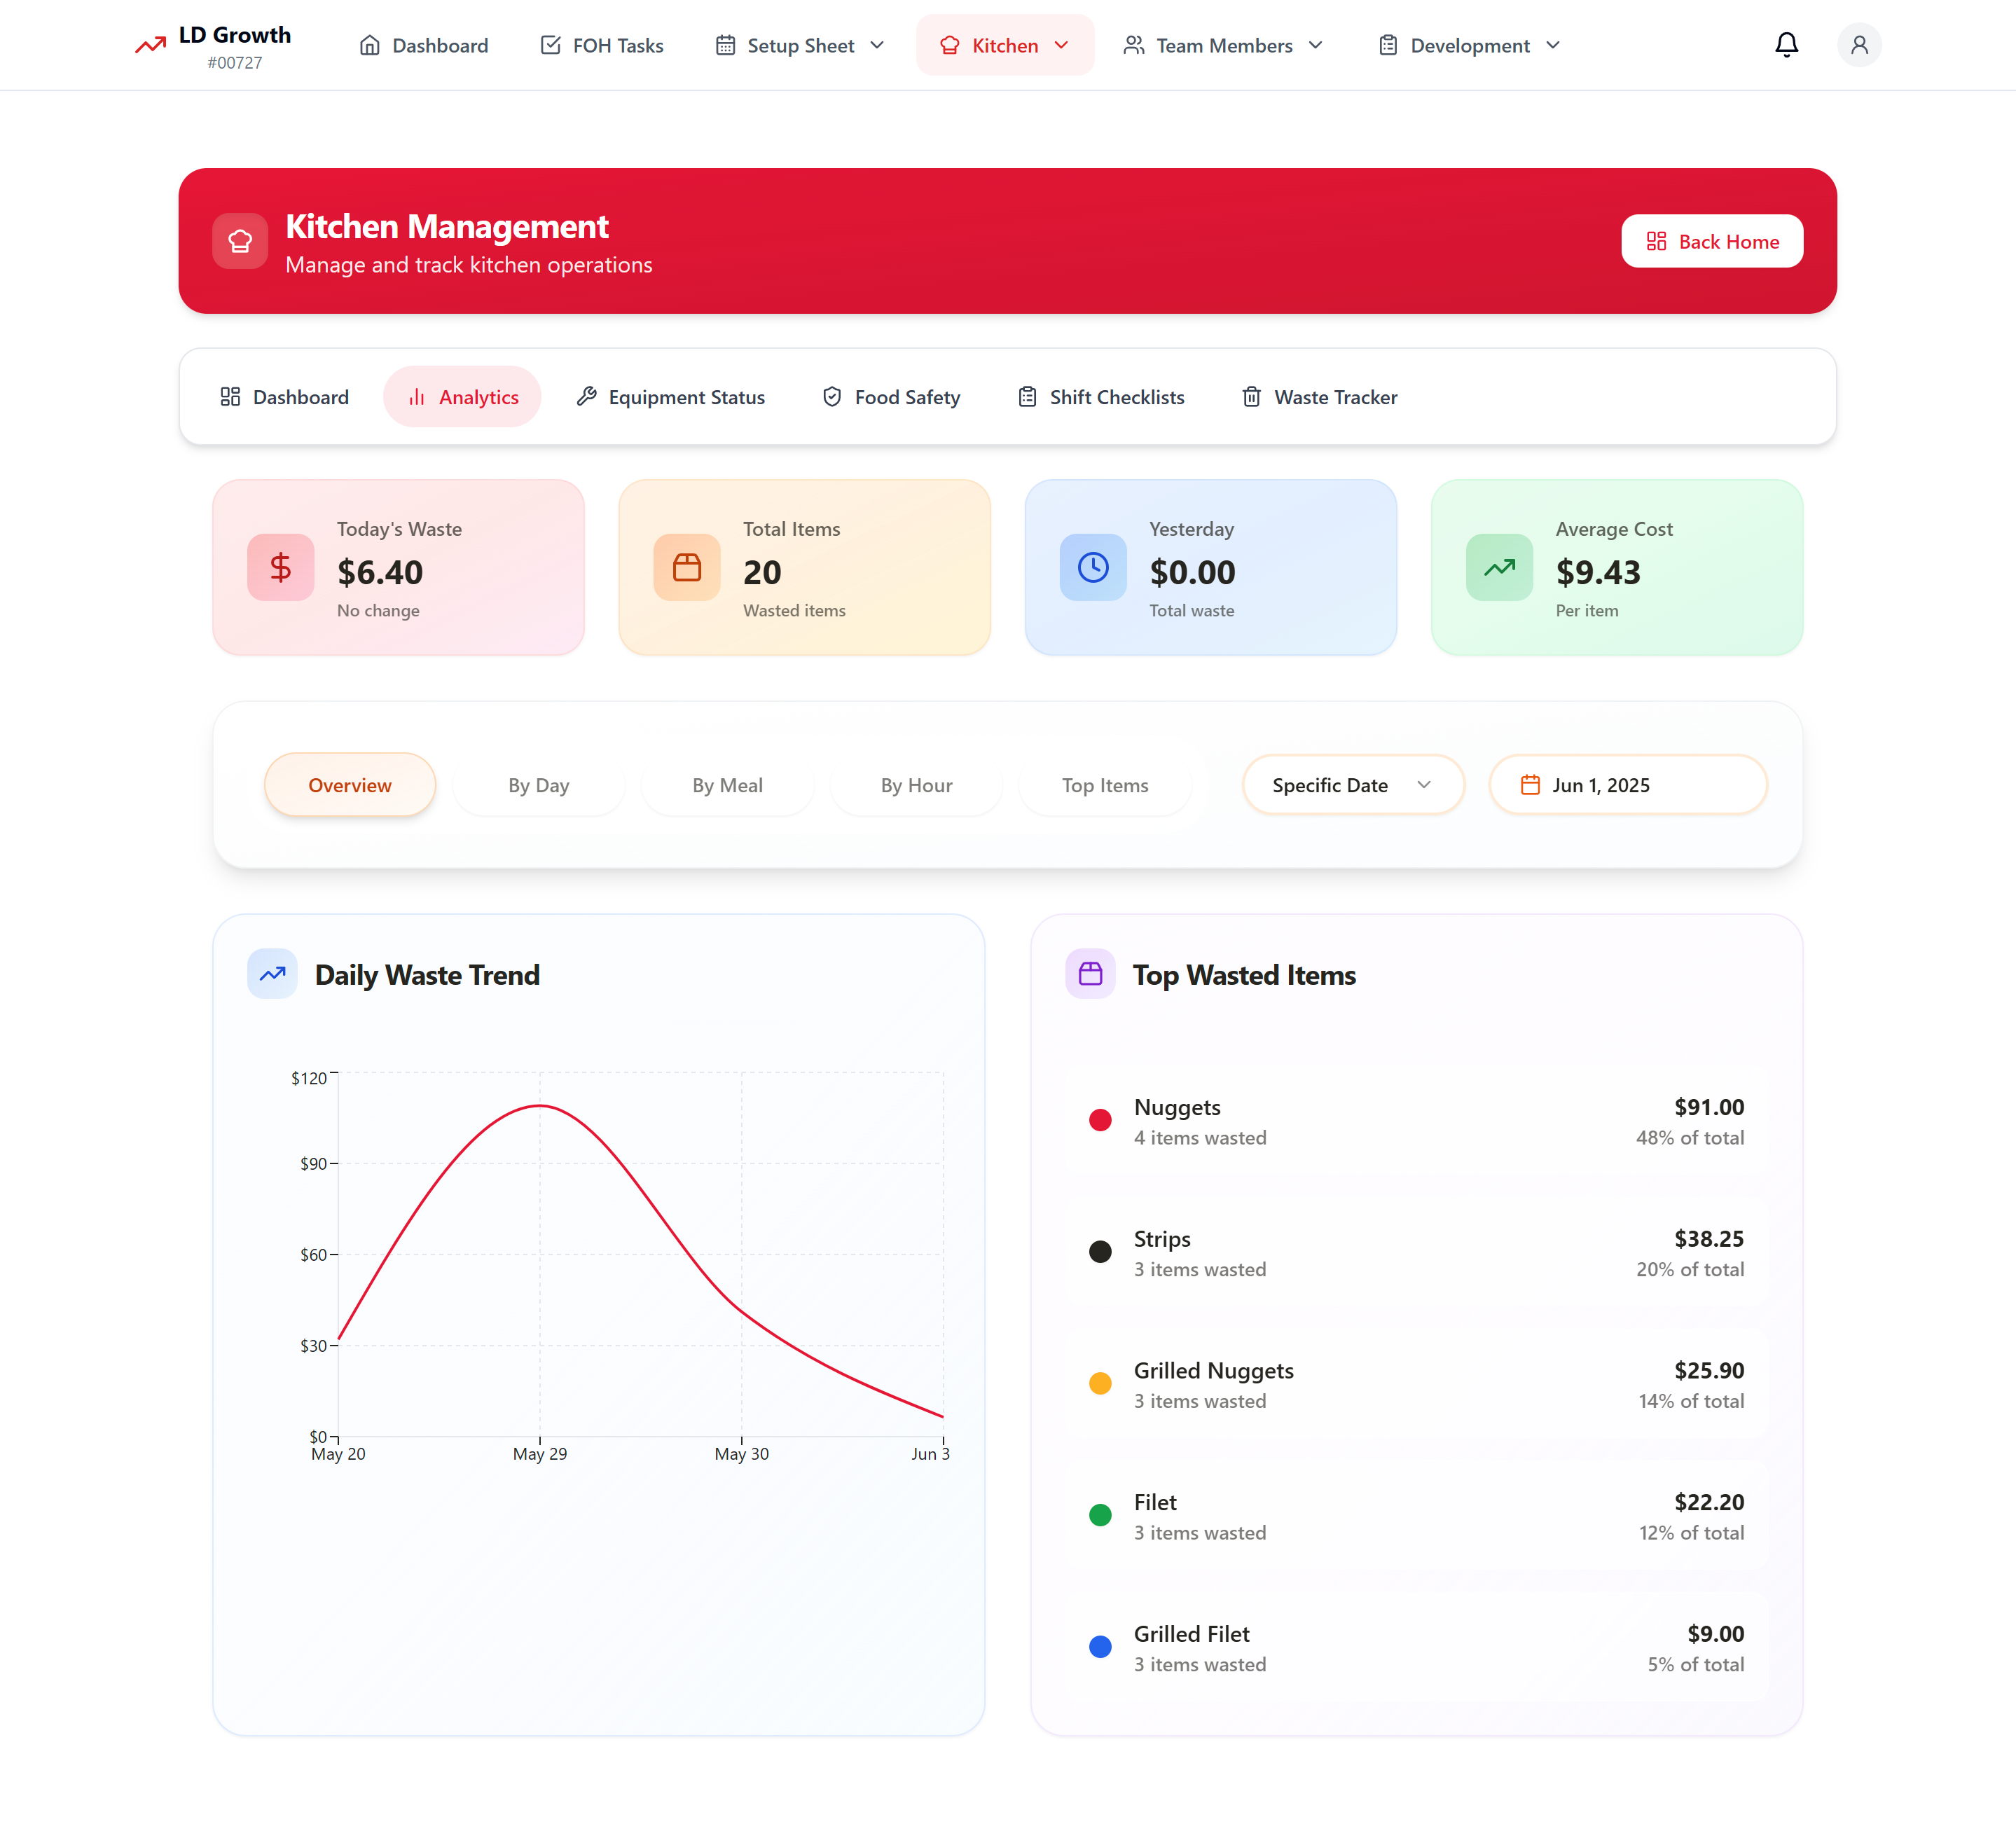 LD Growth
#00727
Dashboard
FOH Tasks
Setup Sheet
Kitchen
Team Members
Development
Kitchen Management
Manage and track kitchen operations
Back Home
Dashboard
Analytics
Equipment Status
Food Safety
Shift Checklists
Waste Tracker
Today's Waste
$6.40
No change
Total Items
20
Wasted items
Yesterday
$0.00
Total waste
Average Cost
$9.43
Per item
Overview
By Day
By Meal
By Hour
Top Items
Specific Date
Jun 1, 2025
Daily Waste Trend
$120
$90
$60
$30
$0
May 20
May 29
May 30
Jun 3
Top Wasted Items
Nuggets
$91.00
4 items wasted
48% of total
Strips
$38.25
3 items wasted
20% of total
Grilled Nuggets
$25.90
3 items wasted
14% of total
Filet
$22.20
3 items wasted
12% of total
Grilled Filet
$9.00
3 items wasted
5% of total